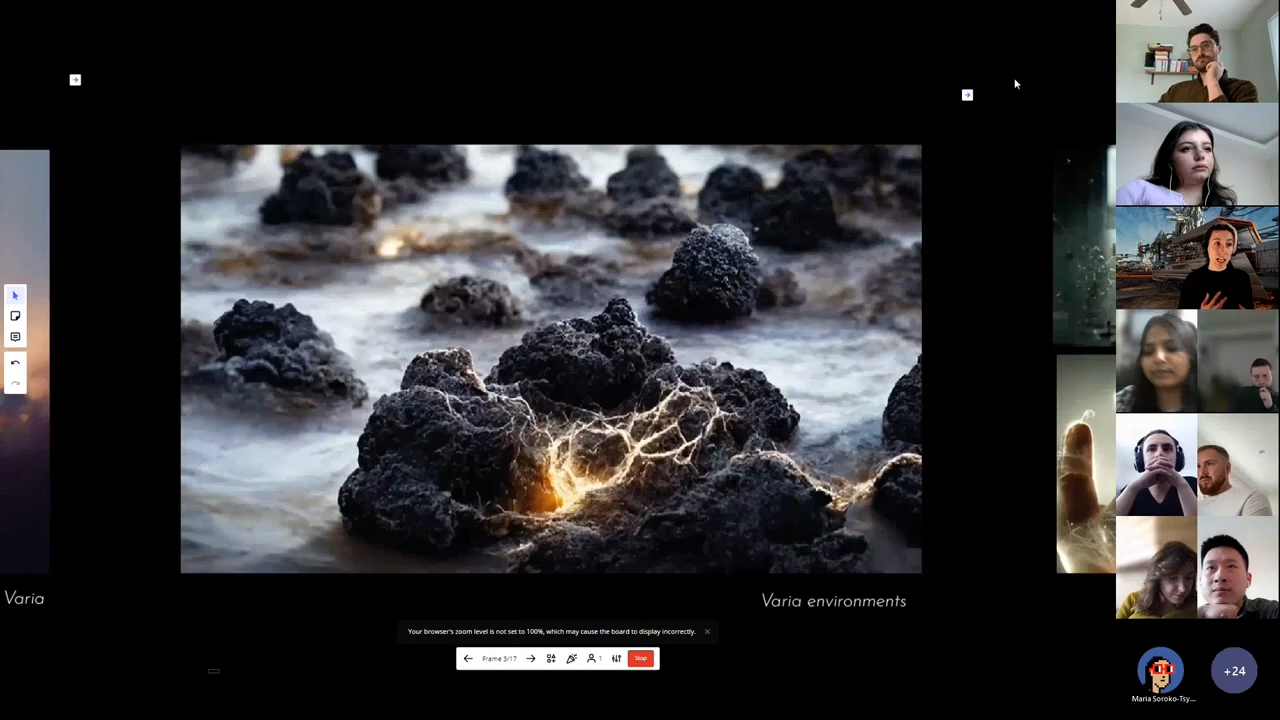 Varia
Varia environments
Your browser's zoom level is not set to 100%, which may cause the board to display incorrectly.
Frame 3/17
1
Stop
+24
Maria Soroko-Tsy...